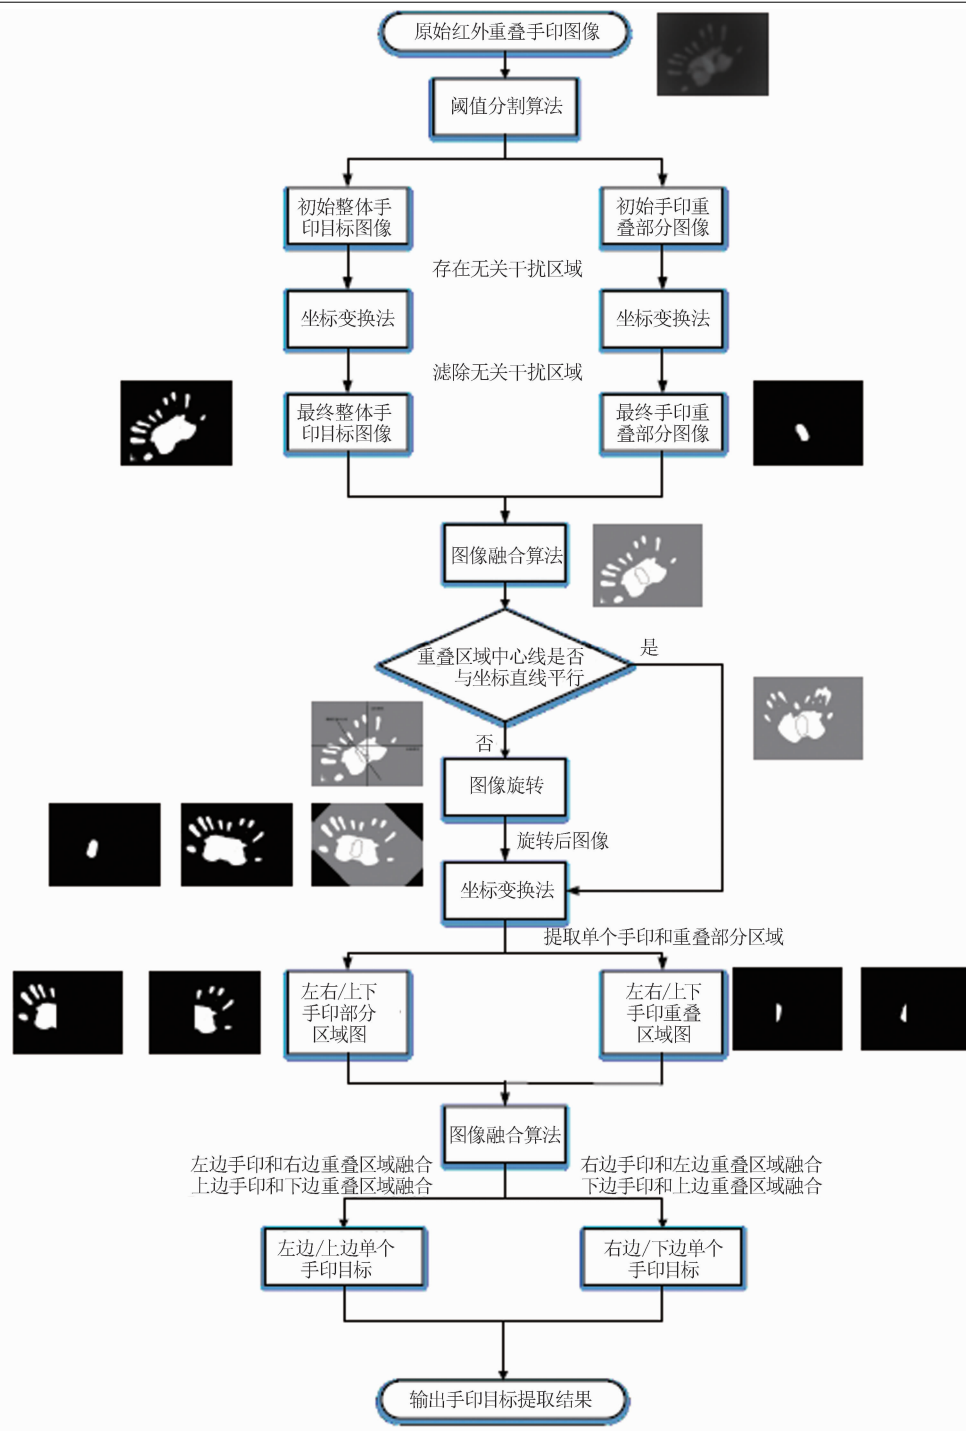 原始红外重叠手印图像
阈值分割算法
初始整体手
印目标图像
初始手印重
叠部分图像
存在无关干扰区域
坐标变换法
坐标变换法
滤除无关干扰区域
最终整体手
印目标图像
最终手印重
叠部分图像
图像融合算法
重叠区域中心线是否
与坐标直线平行
是
否
图像旋转
旋转后图像
坐标变换法
提取单个手印和重叠部分区域
左右/上下
手印部分
区域图
左右/上下
手印重叠
区域图
图像融合算法
左边手印和右边重叠区域融合
上边手印和下边重叠区域融合
右边手印和左边重叠区域融合
下边手印和上边重叠区域融合
左边/上边单个
手印目标
右边/下边单个
手印目标
输出手印目标提取结果